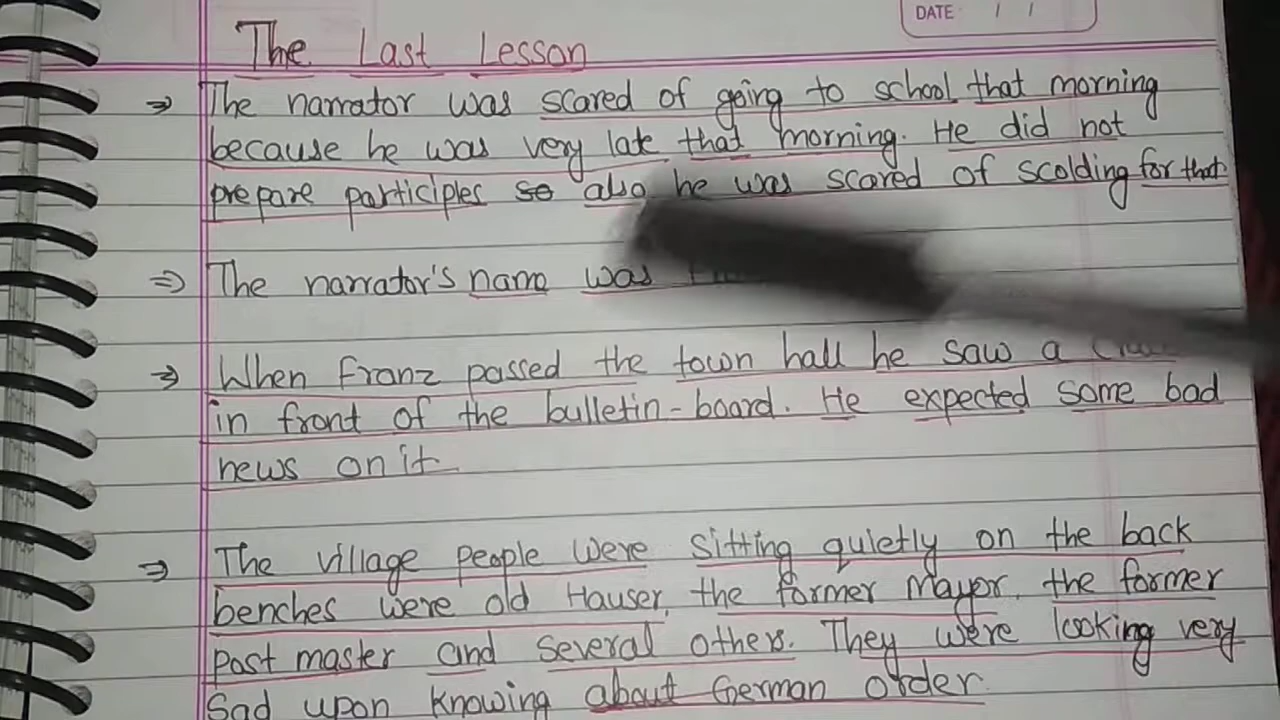 DATE / /
The Last Lesson
⇒ The narrator was scared of going to school that morning
because he was very late that morning. He did not
prepare participles so also he was scared of scolding for that
⇒ The narrator's name was
⇒ When Franz passed the town hall he saw a
in front of the bulletin-board. He expected some bad
news on it
⇒ The village people were sitting quietly on the back
benches were old Hauser, the former Mayor, the former
post master and several others. They were looking very
Sad upon knowing about German order.